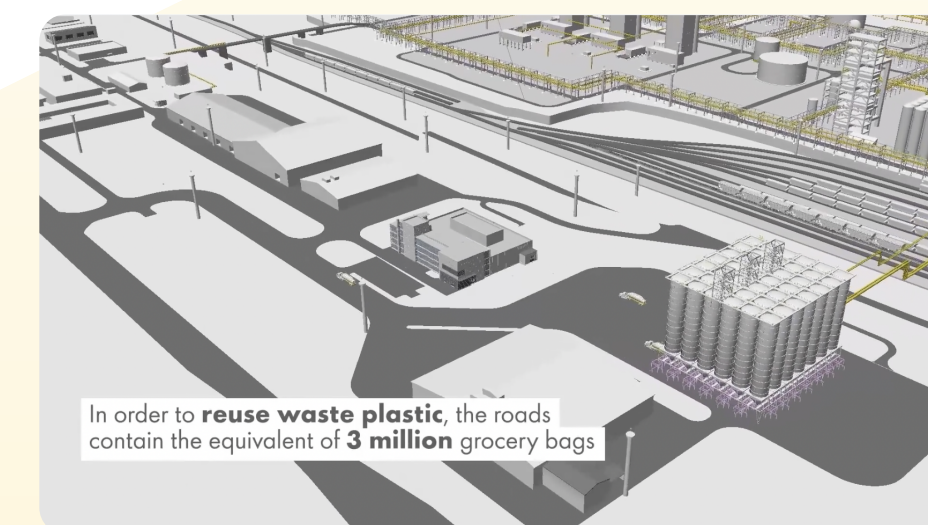 In order to reuse waste plastic, the roads
contain the equivalent of 3 million grocery bags